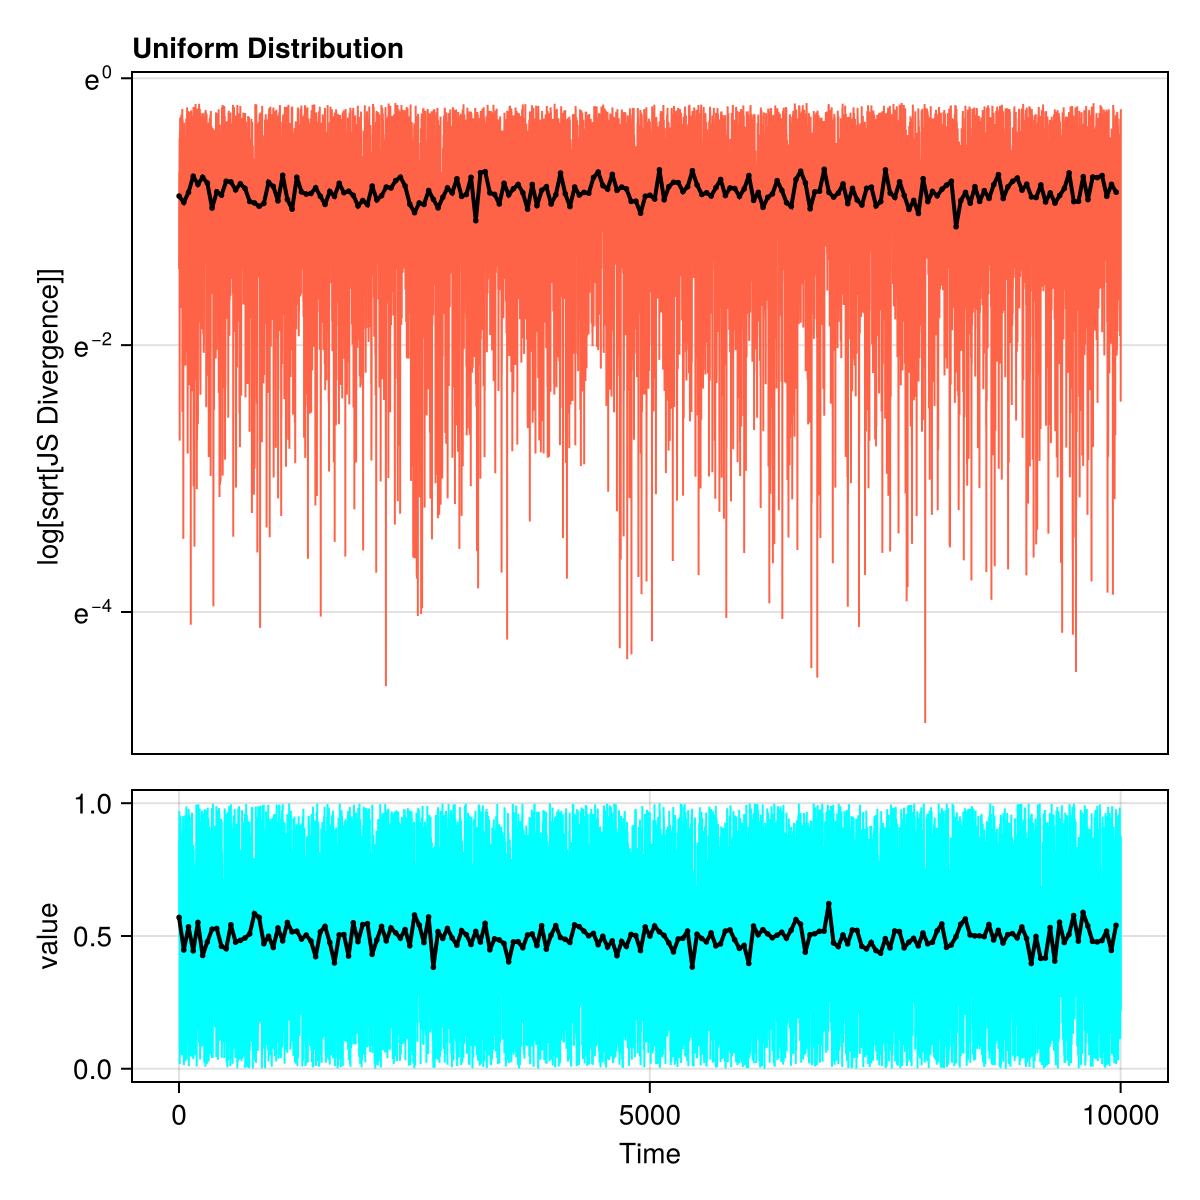 Uniform Distribution
e⁰
e⁻²
e⁻⁴
log[sqrt[JS Divergence]]
1.0
0.5
0.0
value
0
5000
10000
Time